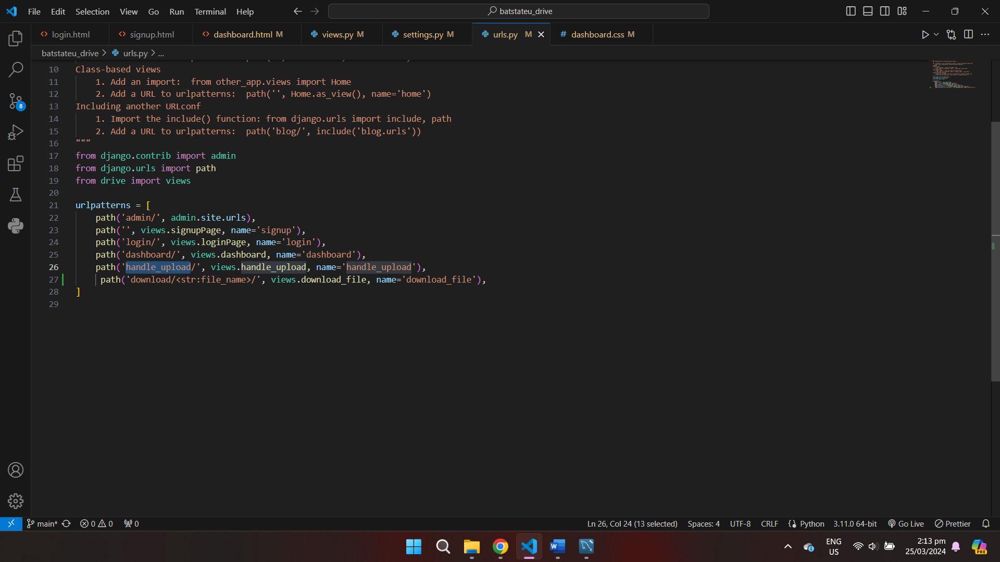 File Edit Selection View Go Run Terminal Help
batstateu_drive
login.html
signup.html
dashboard.html M
views.py M
settings.py M
urls.py M
# dashboard.css M
batstateu_drive > urls.py > ...
10 Class-based views
11 1. Add an import:  from other_app.views import Home
12 2. Add a URL to urlpatterns:  path('', Home.as_view(), name='home')
13 Including another URLconf
14 1. Import the include() function: from django.urls import include, path
15 2. Add a URL to urlpatterns:  path('blog/', include('blog.urls'))
16 """
17 from django.contrib import admin
18 from django.urls import path
19 from drive import views
20
21 urlpatterns = [
22 path('admin/', admin.site.urls),
23 path('', views.signupPage, name='signup'),
24 path('login/', views.loginPage, name='login'),
25 path('dashboard/', views.dashboard, name='dashboard'),
26 path('handle_upload/', views.handle_upload, name='handle_upload'),
27 path('download/<str:file_name>/', views.download_file, name='download_file'),
28 ]
29
8
main* 0 0 0
Ln 26, Col 24 (13 selected) Spaces: 4 UTF-8 CRLF Python 3.11.0 64-bit Go Live Prettier
ENG
US
2:13 pm
25/03/2024
PRE